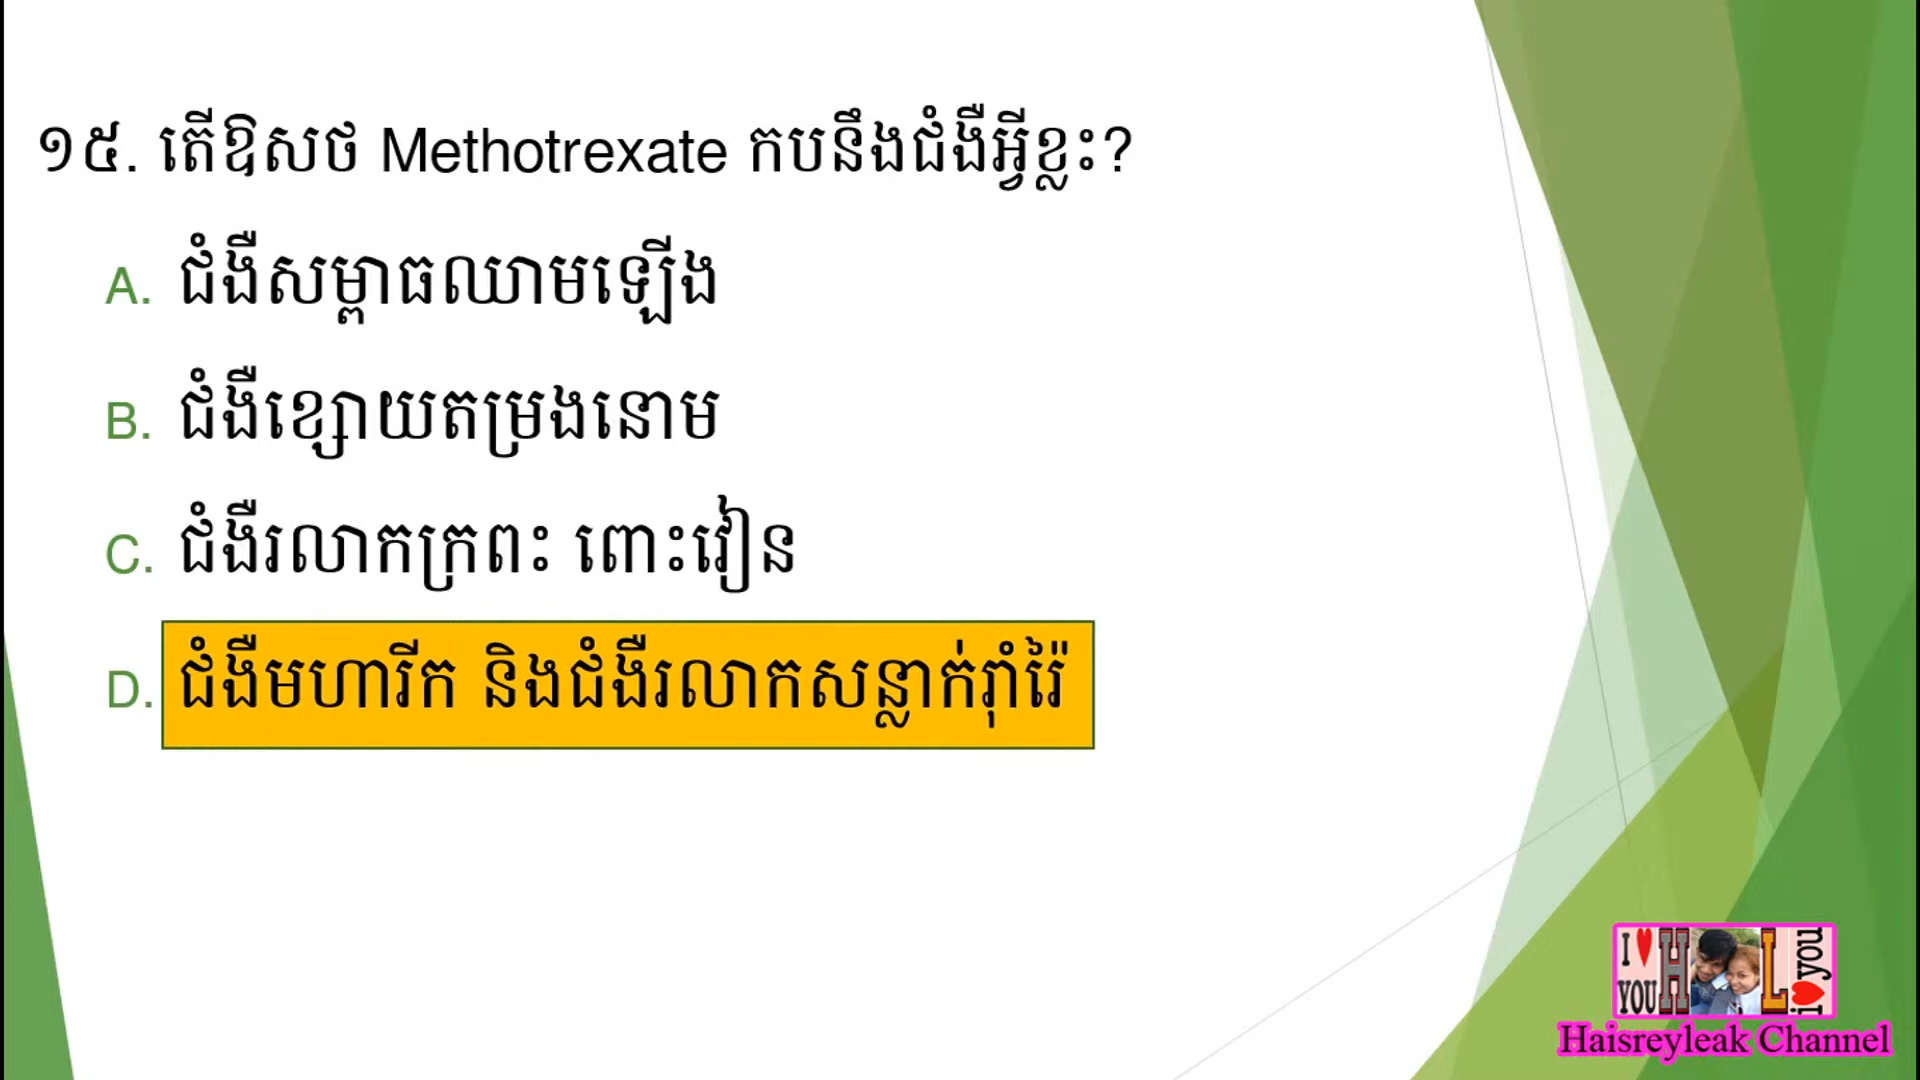 ១៥. តើឱសថ Methotrexate កបនឹងជំងឺអ្វីខ្លះ?
A. ជំងឺសម្ពាធឈាមឡើង
B. ជំងឺខ្សោយតម្រងនោម
C. ជំងឺរលាកក្រពះ ពោះវៀន
D. ជំងឺមហារីក និងជំងឺរលាកសន្លាក់រ៉ាំរ៉ៃ
I ♥ YOU H L i ♥ you
Haisreyleak Channel